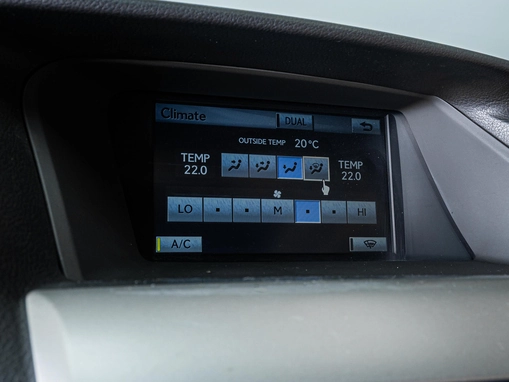 Climate
DUAL
OUTSIDE TEMP 20°C
TEMP 22.0
TEMP 22.0
LO M HI
A/C